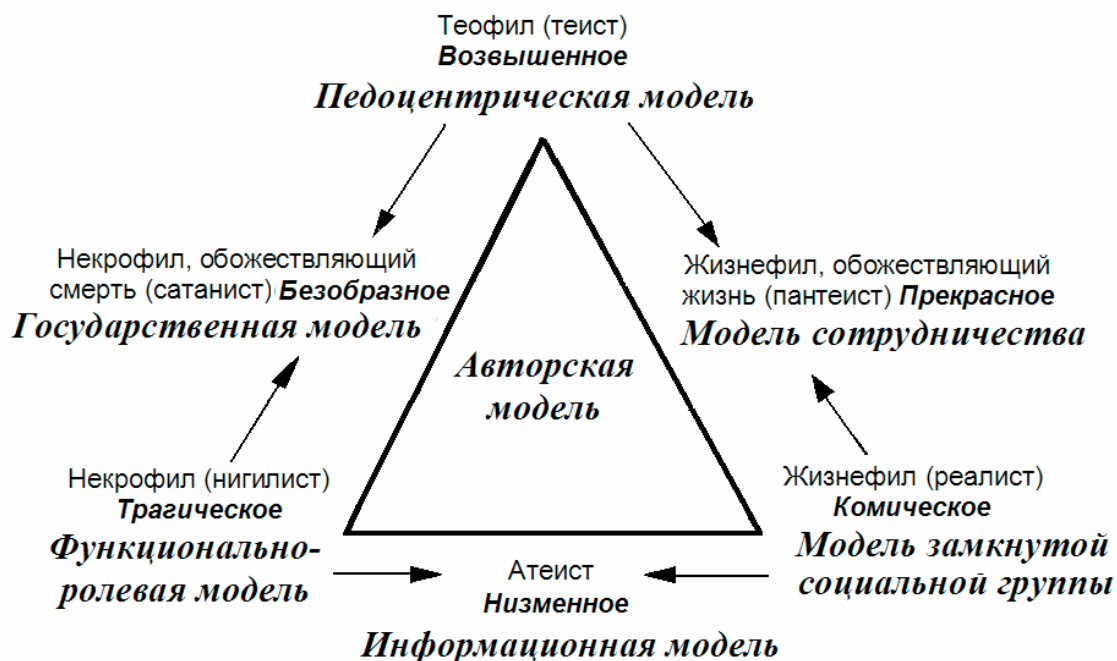 Теофил (теист)
Возвышенное
Педоцентрическая модель
Некрофил, обожествляющий
смерть (сатанист) Безобразное
Государственная модель
Жизнефил, обожествляющий
жизнь (пантеист) Прекрасное
Модель сотрудничества
Авторская
модель
Некрофил (нигилист)
Трагическое
Функционально-
ролевая модель
Жизнефил (реалист)
Комическое
Модель замкнутой
социальной группы
Атеист
Низменное
Информационная модель